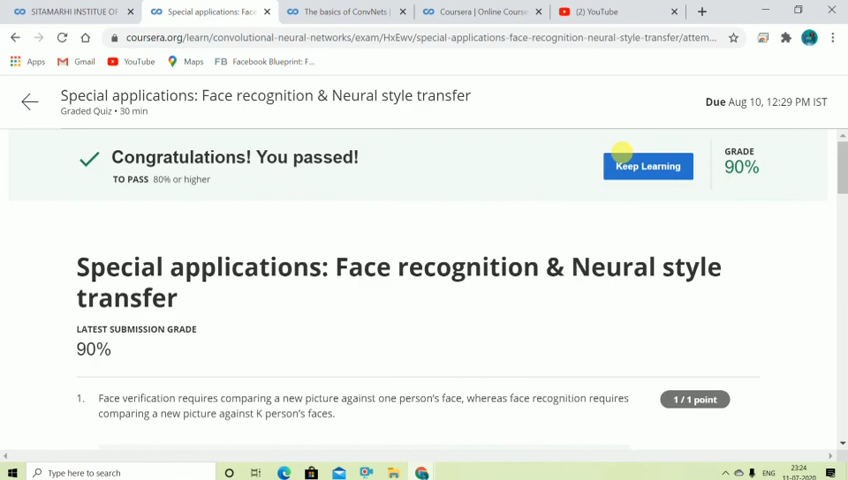 SITAMARHI INSTITUE OF
Special applications: Fac
The basics of ConvNets |
Coursera | Online Course
(2) YouTube
coursera.org/learn/convolutional-neural-networks/exam/HxEwv/special-applications-face-recognition-neural-style-transfer/attem...
Apps
Gmail
YouTube
Maps
FB Facebook Blueprint: F...
Special applications: Face recognition & Neural style transfer
Graded Quiz • 30 min
Due Aug 10, 12:29 PM IST
Congratulations! You passed!
TO PASS 80% or higher
Keep Learning
GRADE
90%
Special applications: Face recognition & Neural style
transfer
LATEST SUBMISSION GRADE
90%
1. Face verification requires comparing a new picture against one person's face, whereas face recognition requires
comparing a new picture against K person's faces.
1 / 1 point
Type here to search
ENG
23:24
11-07-2020